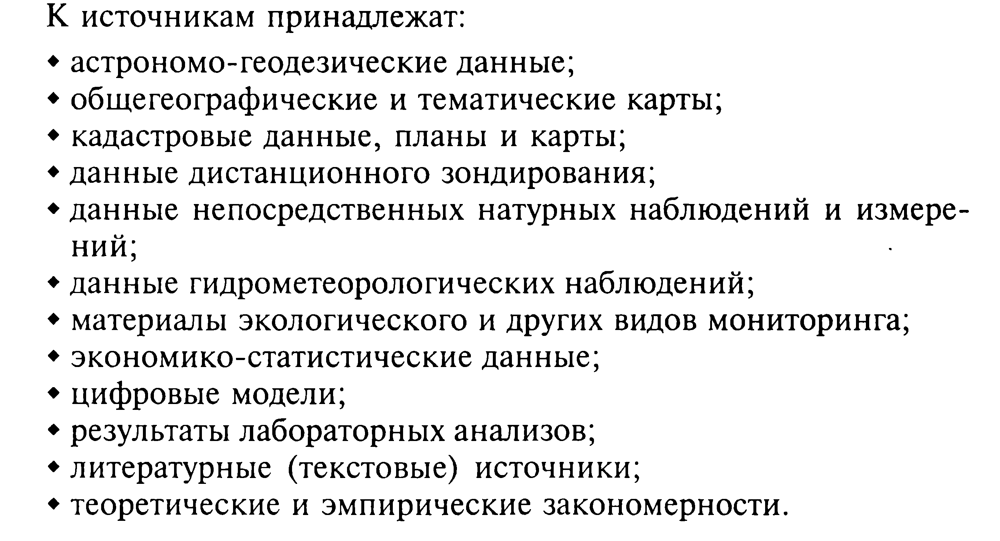 К источникам принадлежат:
◆ астрономо-геодезические данные;
◆ общегеографические и тематические карты;
◆ кадастровые данные, планы и карты;
◆ данные дистанционного зондирования;
◆ данные непосредственных натурных наблюдений и измере-
ний;
◆ данные гидрометеорологических наблюдений;
◆ материалы экологического и других видов мониторинга;
◆ экономико-статистические данные;
◆ цифровые модели;
◆ результаты лабораторных анализов;
◆ литературные (текстовые) источники;
◆ теоретические и эмпирические закономерности.